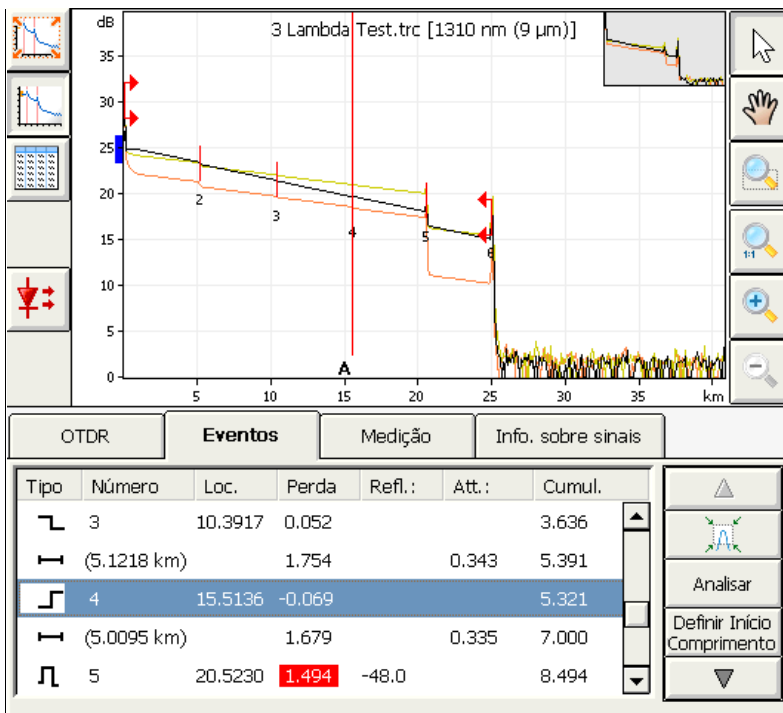 dB
3 Lambda Test.trc [1310 nm (9 µm)]
35
30
25
20
15
10
5
0
2
3
4
5
6
A
5
10
15
20
25
30
35
km
1:1
OTDR
Eventos
Medição
Info. sobre sinais
Tipo Número Loc. Perda Refl.: Att.: Cumul.
3 10.3917 0.052 3.636
(5.1218 km) 1.754 0.343 5.391
4 15.5136 -0.069 5.321
(5.0095 km) 1.679 0.335 7.000
5 20.5230 1.494 -48.0 8.494
Analisar
Definir Início
Comprimento